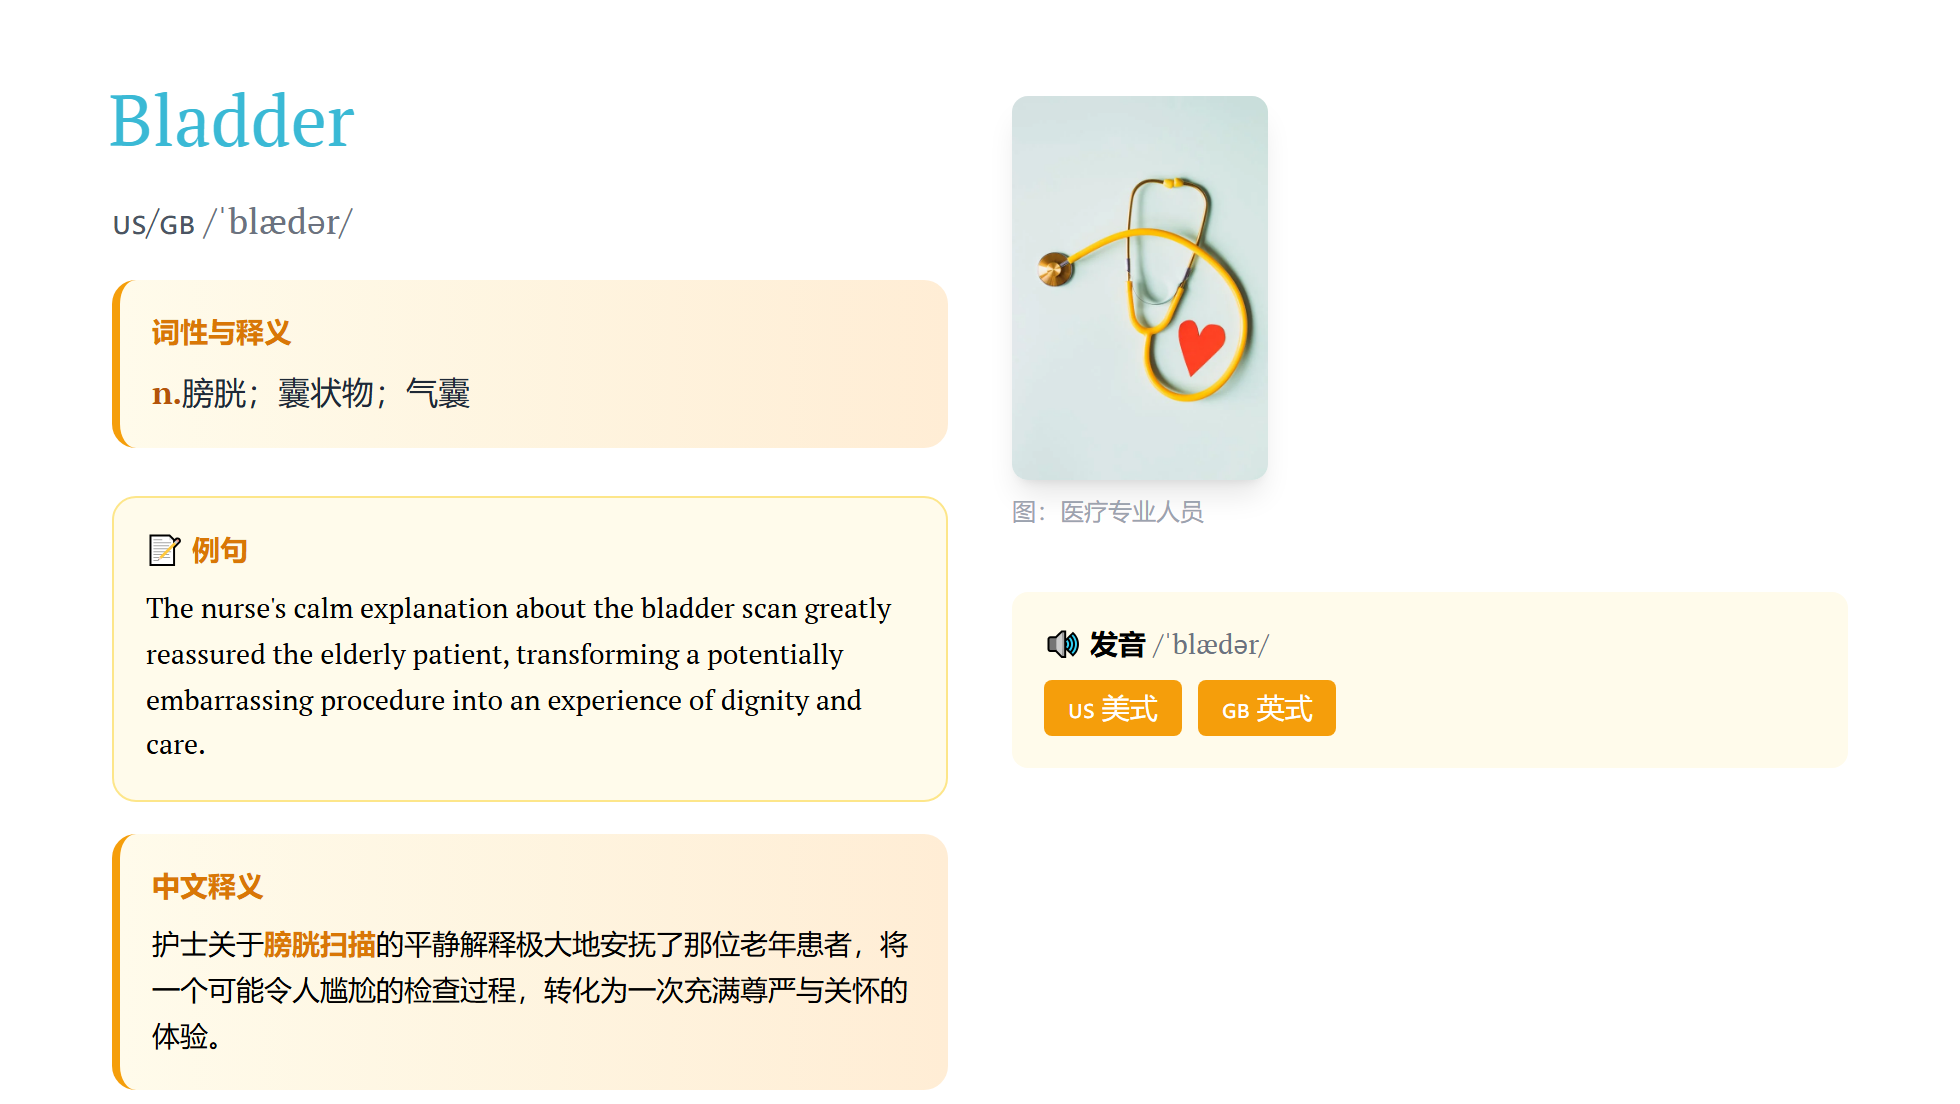 Bladder
US/GB /ˈblædər/
词性与释义
n.膀胱；囊状物；气囊
📝 例句
The nurse's calm explanation about the bladder scan greatly
reassured the elderly patient, transforming a potentially
embarrassing procedure into an experience of dignity and
care.
中文释义
护士关于膀胱扫描的平静解释极大地安抚了那位老年患者，将
一个可能令人尴尬的检查过程，转化为一次充满尊严与关怀的
体验。
图：医疗专业人员
🔊 发音 /ˈblædər/
US 美式
GB 英式